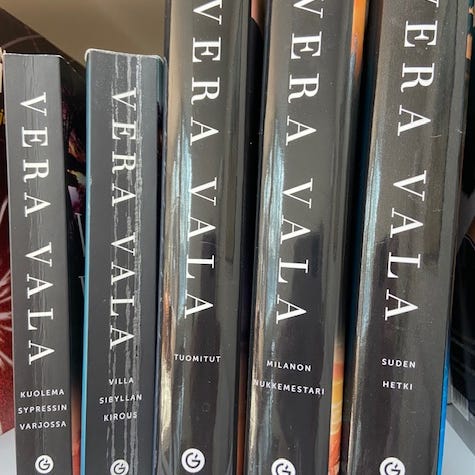 VERA VALA
KUOLEMA
SYPRESSIN
VARJOSSA
VERA VALA
VILLA
SIBYLLAN
KIROUS
VERA VALA
TUOMITUT
VERA VALA
MILANON
NUKKEMESTARI
VERA VALA
SUDEN
HETKI